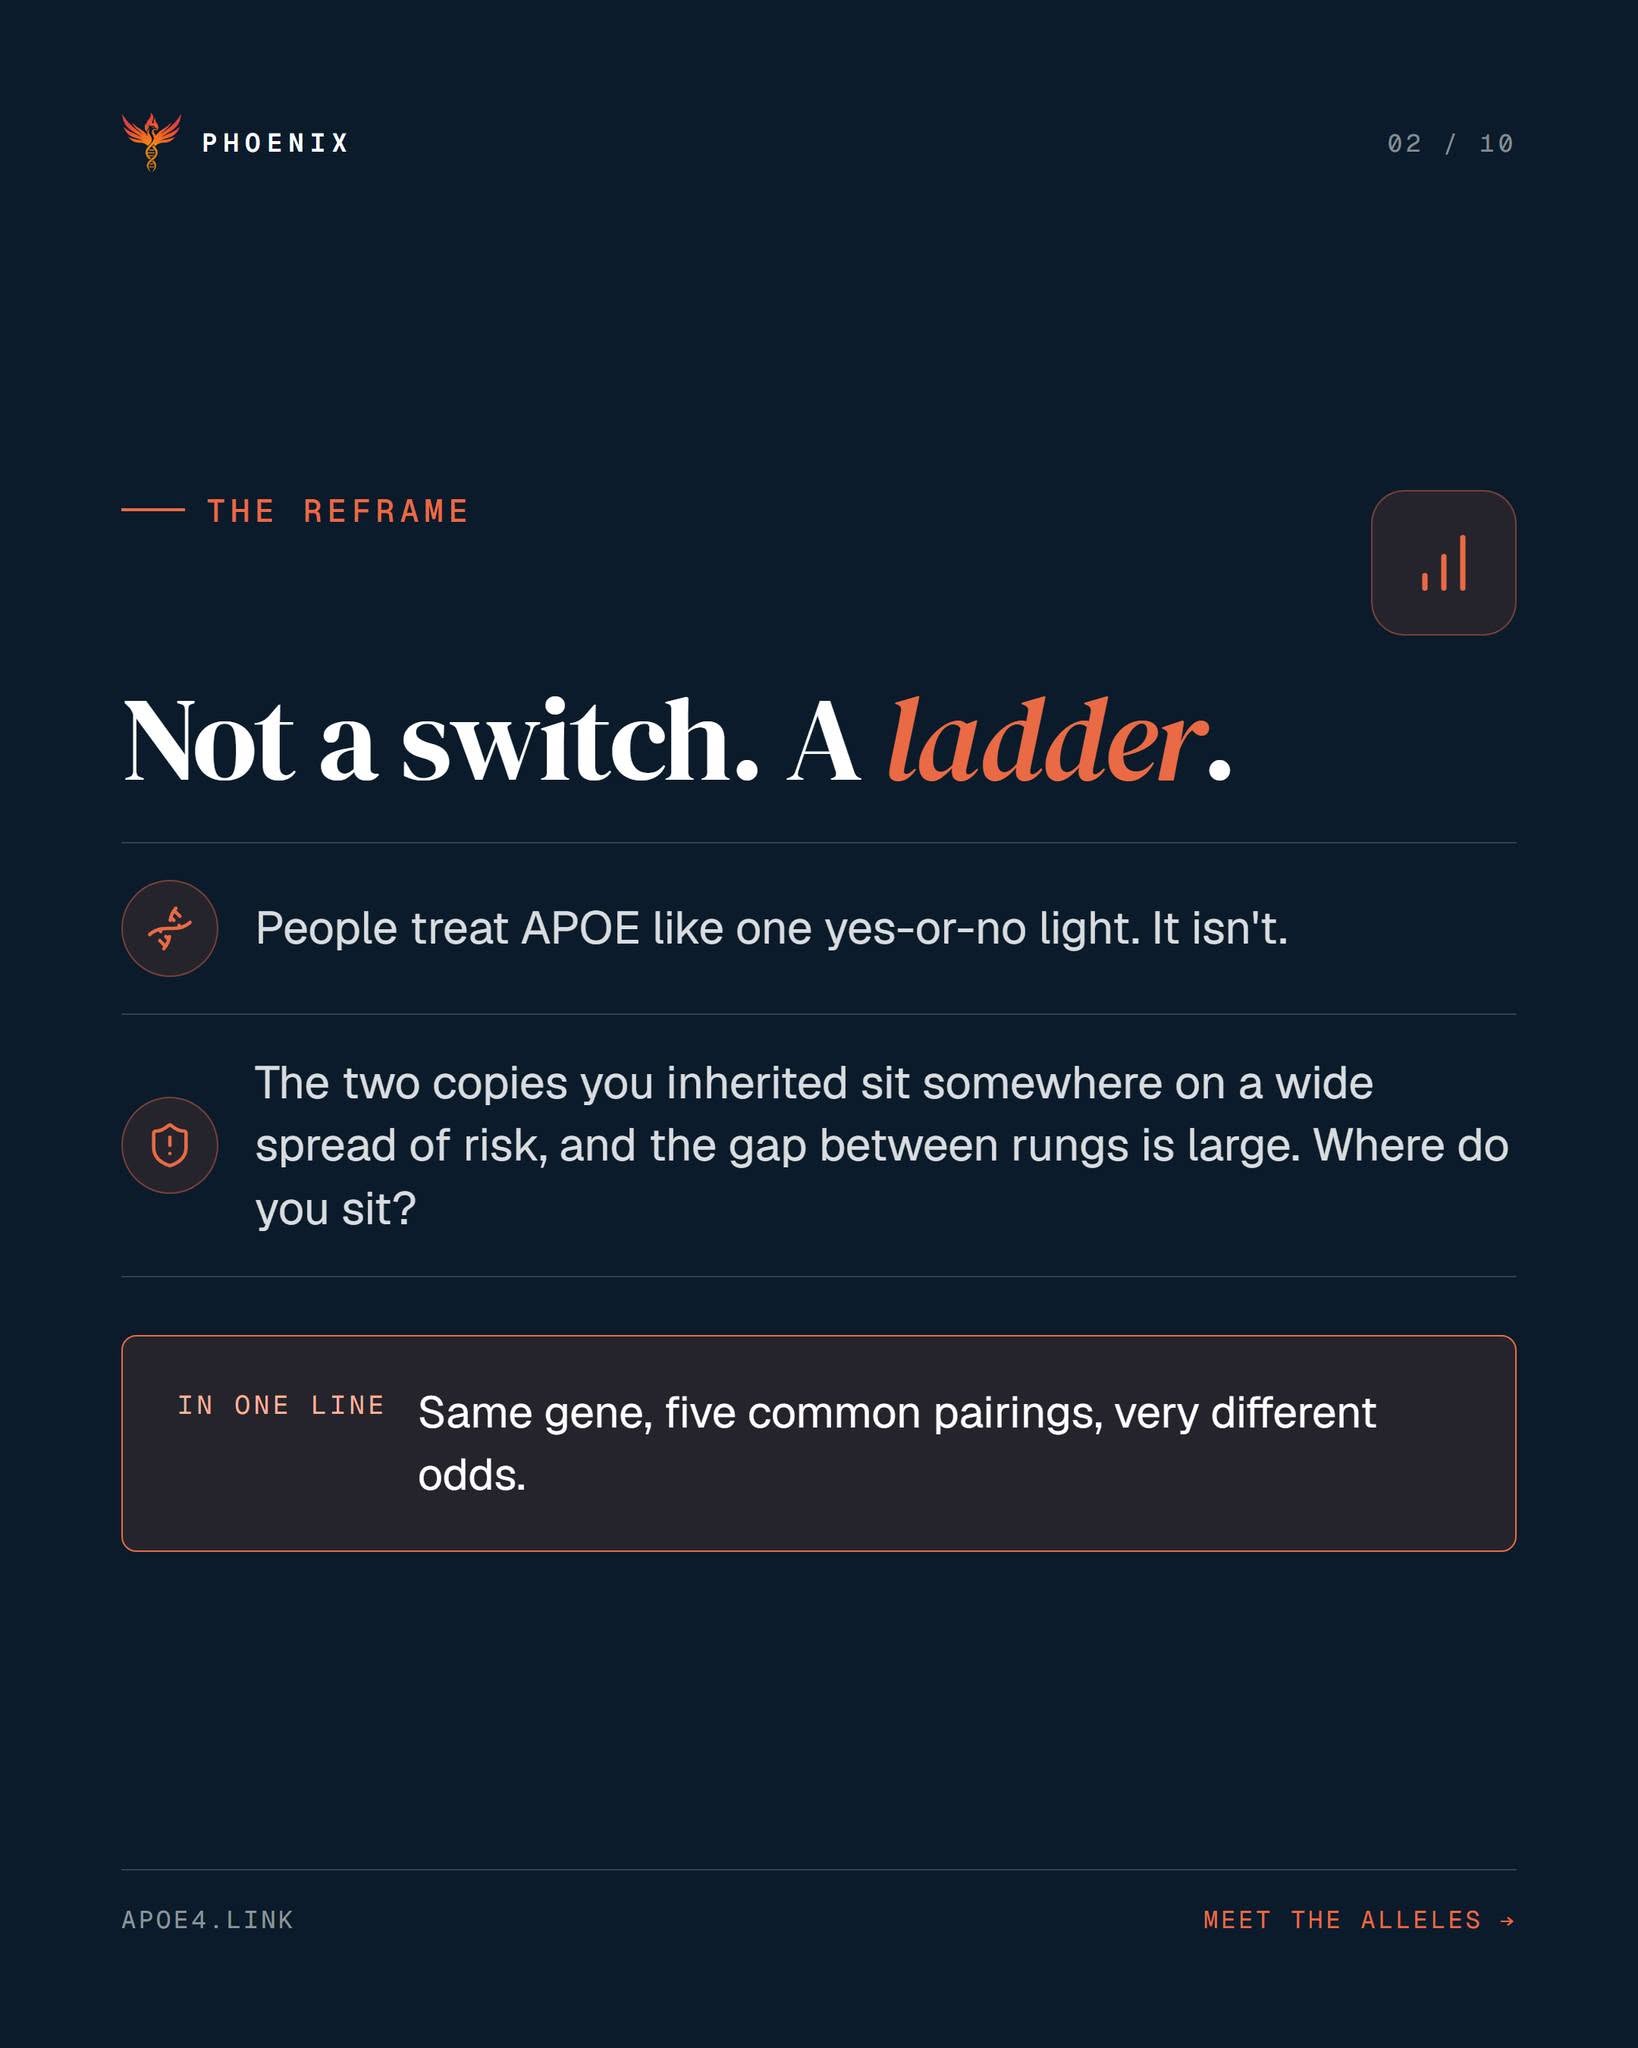 PHOENIX
02 / 10
THE REFRAME
Not a switch. A ladder.
People treat APOE like one yes-or-no light. It isn't.
The two copies you inherited sit somewhere on a wide
spread of risk, and the gap between rungs is large. Where do
you sit?
IN ONE LINE
Same gene, five common pairings, very different
odds.
APOE4.LINK
MEET THE ALLELES →